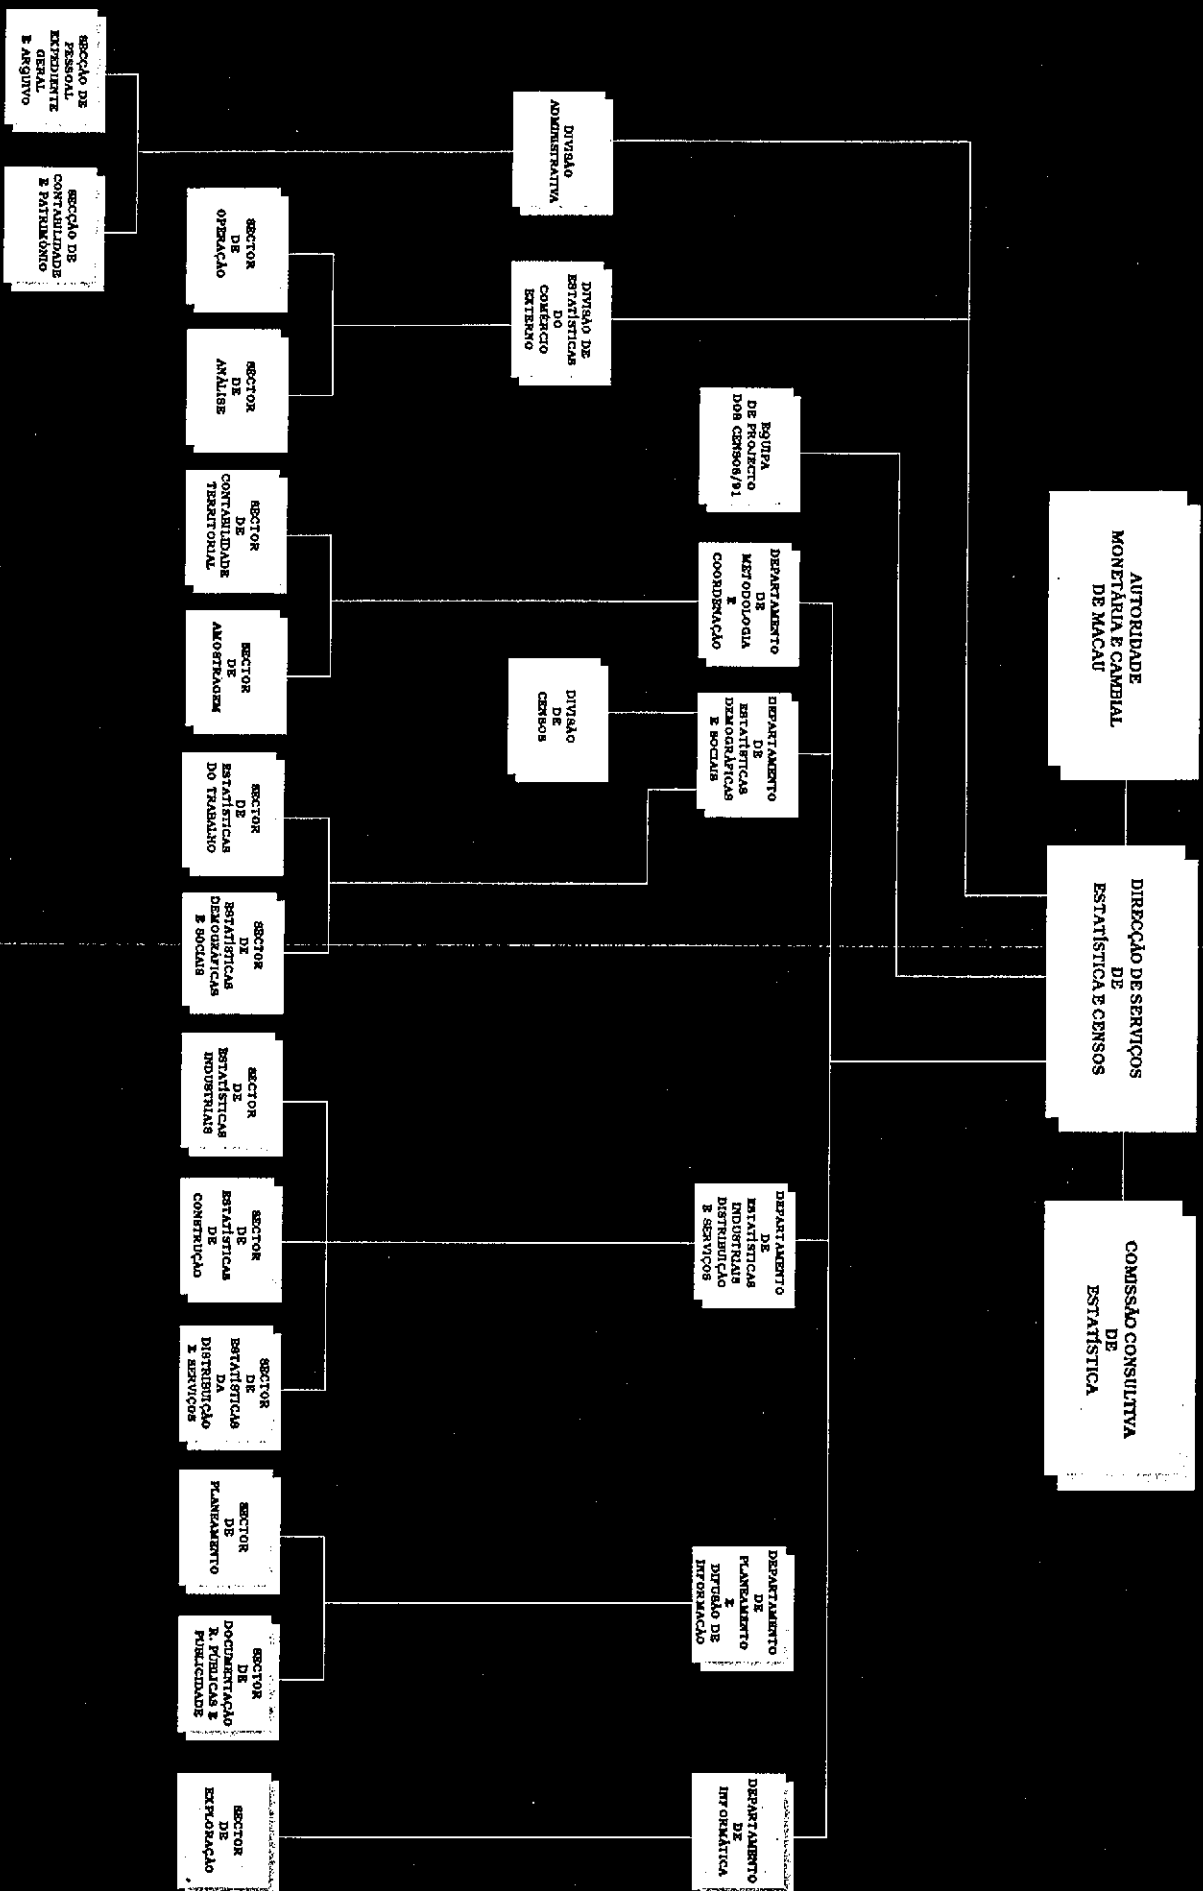 AUTORIDADE
MONETÁRIA E CAMBIAL
DE MACAU
DIRECÇÃO DE SERVIÇOS
DE
ESTATÍSTICA E CENSOS
COMISSÃO CONSULTIVA
DE
ESTATÍSTICA
EQUIPA
DE PROJECTO
DOS CENSOS/91
DEPARTAMENTO
DE
METODOLOGIA
E
COORDENAÇÃO
DEPARTAMENTO
DE
ESTATÍSTICAS
DEMOGRÁFICAS
E SOCIAIS
DEPARTAMENTO
DE
ESTATÍSTICAS
INDUSTRIAIS
DISTRIBUIÇÃO
E SERVIÇOS
DEPARTAMENTO
DE
PLANEAMENTO
E
DIFUSÃO DE
INFORMAÇÃO
DEPARTAMENTO
DE
INFORMÁTICA
DIVISÃO
ADMINISTRATIVA
DIVISÃO DE
ESTATÍSTICAS
DO
COMÉRCIO
EXTERNO
DIVISÃO
DE
CENSOS
SECTOR
DE
OPERAÇÃO
SECTOR
DE
ANÁLISE
SECTOR
DE
CONTABILIDADE
TERRITORIAL
SECTOR
DE
AMOSTRAGEM
SECTOR
DE
ESTATÍSTICAS
DO TRABALHO
SECTOR
DE
ESTATÍSTICAS
DEMOGRÁFICAS
E SOCIAIS
SECTOR
DE
ESTATÍSTICAS
INDUSTRIAIS
SECTOR
DE
ESTATÍSTICAS
DE
CONSTRUÇÃO
SECTOR
DE
ESTATÍSTICAS
DA
DISTRIBUIÇÃO
E SERVIÇOS
SECTOR
DE
PLANEAMENTO
SECTOR
DE
DOCUMENTAÇÃO
R. PÚBLICAS E
PUBLICIDADE
SECTOR
DE
EXPLORAÇÃO
SECÇÃO DE
PESSOAL
EXPEDIENTE
GERAL
E ARQUIVO
SECÇÃO DE
CONTABILIDADE
E PATRIMÓNIO